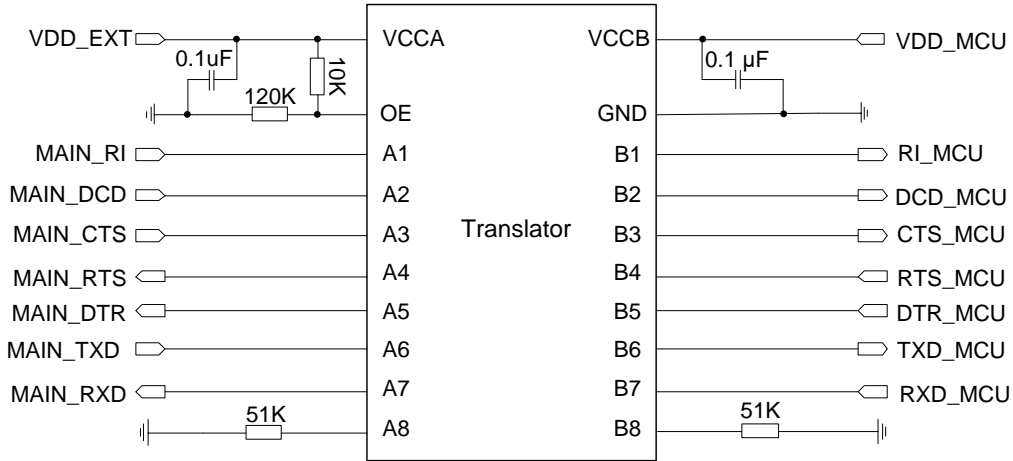 VDD_EXT VCCA VCCB VDD_MCU
0.1uF 10K 0.1 µF
120K OE GND
MAIN_RI A1 B1 RI_MCU
MAIN_DCD A2 B2 DCD_MCU
MAIN_CTS A3 Translator B3 CTS_MCU
MAIN_RTS A4 B4 RTS_MCU
MAIN_DTR A5 B5 DTR_MCU
MAIN_TXD A6 B6 TXD_MCU
MAIN_RXD A7 B7 RXD_MCU
51K A8 B8 51K